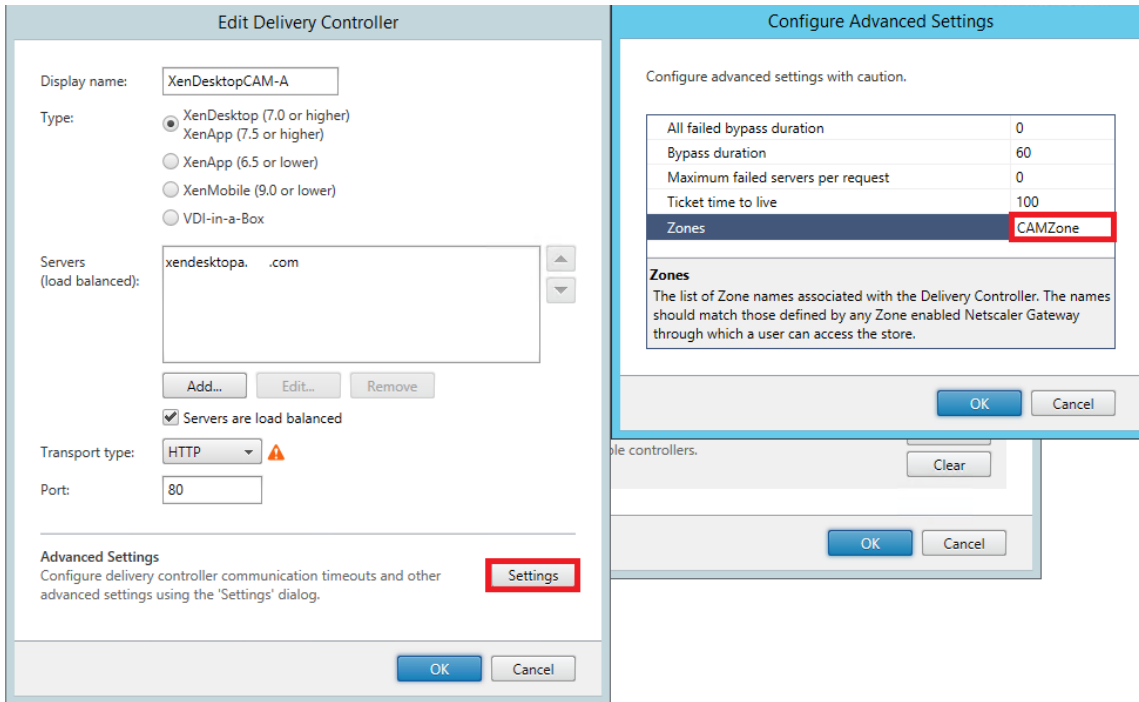 Edit Delivery Controller
Display name:
XenDesktopCAM-A
Type:
XenDesktop (7.0 or higher)
XenApp (7.5 or higher)
XenApp (6.5 or lower)
XenMobile (9.0 or lower)
VDI-in-a-Box
Servers
(load balanced):
xendesktopa. .com
Add...
Edit...
Remove
Servers are load balanced
Transport type:
HTTP
Port:
80
Advanced Settings
Configure delivery controller communication timeouts and other
advanced settings using the 'Settings' dialog.
Settings
OK
Cancel
Configure Advanced Settings
Configure advanced settings with caution.
All failed bypass duration 0
Bypass duration 60
Maximum failed servers per request 0
Ticket time to live 100
Zones CAMZone
Zones
The list of Zone names associated with the Delivery Controller. The names
should match those defined by any Zone enabled Netscaler Gateway
through which a user can access the store.
OK
Cancel
controllers.
Clear
OK
Cancel